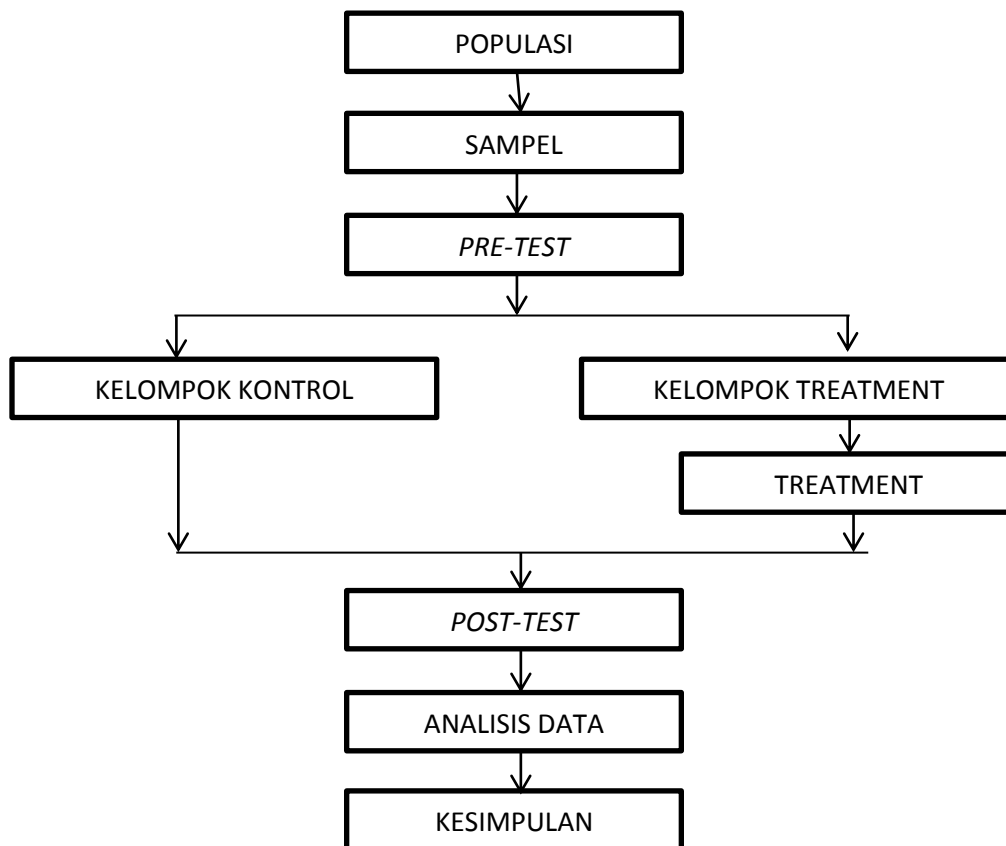 POPULASI
SAMPEL
PRE-TEST
KELOMPOK KONTROL
KELOMPOK TREATMENT
TREATMENT
POST-TEST
ANALISIS DATA
KESIMPULAN